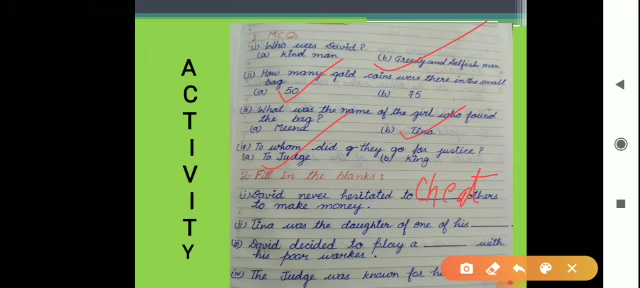 ACTIVITY
1. MCQs
i) Who was David?
(a) Kind man (b) Greedy and Selfish man
(ii) How many gold coins were there in the small
bag
(a) 50 (b) 75
(iii) What was the name of the girl who found
the bag?
(a) Meena (b) Tina
(iv) To whom did they go for justice?
(a) To Judge (b) King
2. Fill in the blanks:
i) David never hesitated to cheat others
to make money.
(ii) Tina was the daughter of one of his ____.
(iii) David decided to play a ____ with
his poor worker.
(iv) The Judge was known for